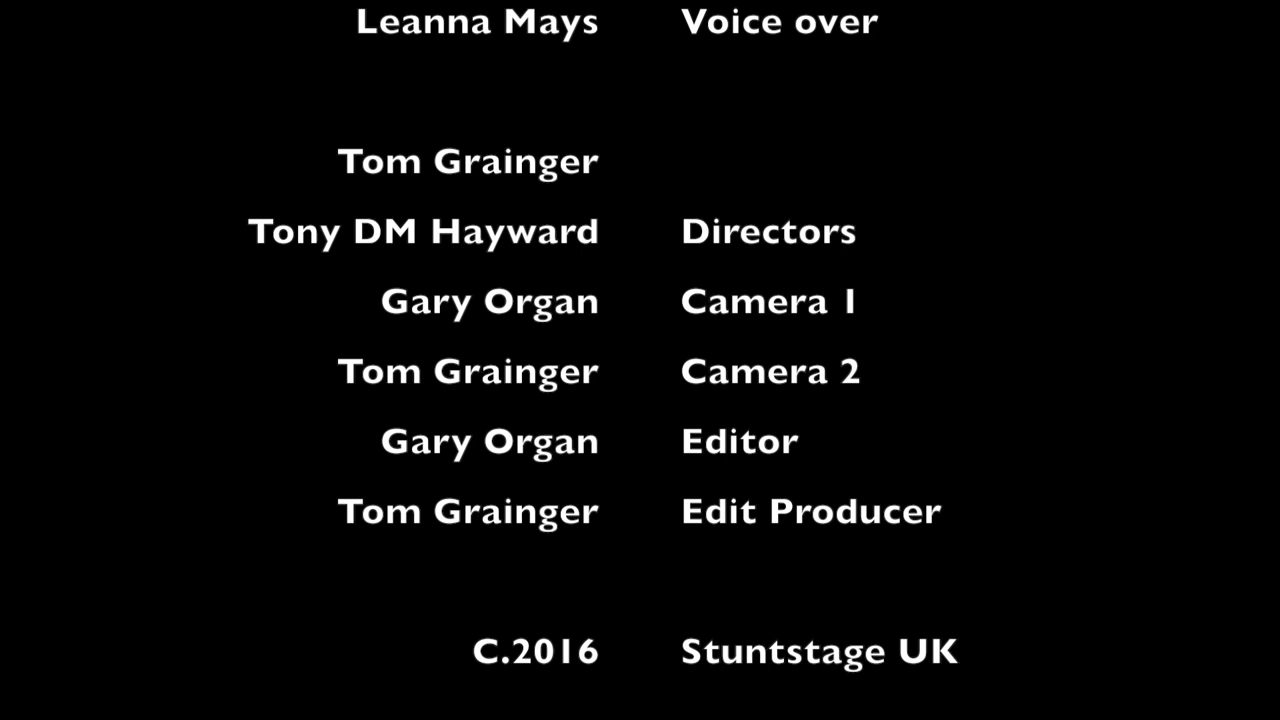 Leanna Mays Voice over
Tom Grainger
Tony DM Hayward Directors
Gary Organ Camera 1
Tom Grainger Camera 2
Gary Organ Editor
Tom Grainger Edit Producer
C.2016 Stuntstage UK